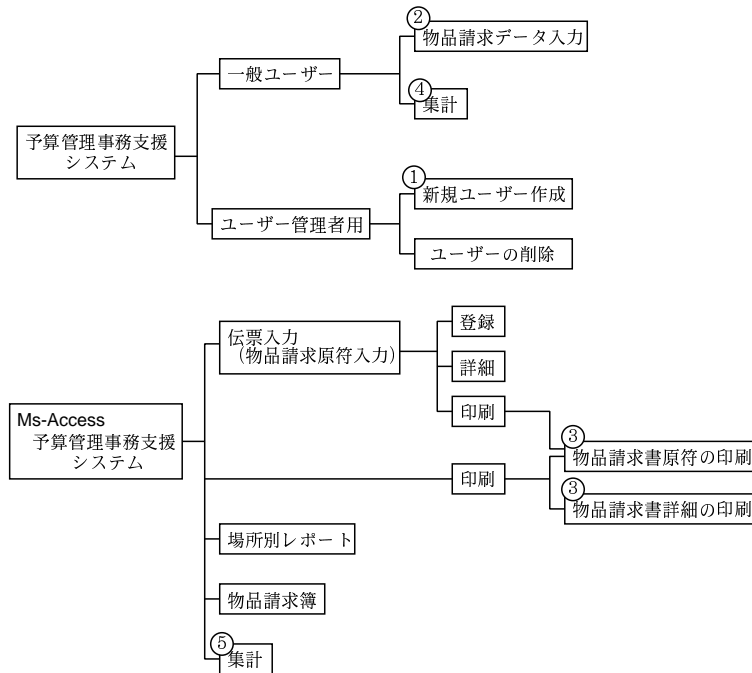 ②
物品請求データ入力
一般ユーザー
④
集計
予算管理事務支援
システム
①
新規ユーザー作成
ユーザー管理者用
ユーザーの削除
伝票入力
（物品請求原符入力）
登録
詳細
印刷
Ms-Access
予算管理事務支援
システム
③
物品請求書原符の印刷
印刷
③
物品請求書詳細の印刷
場所別レポート
物品請求簿
⑤
集計